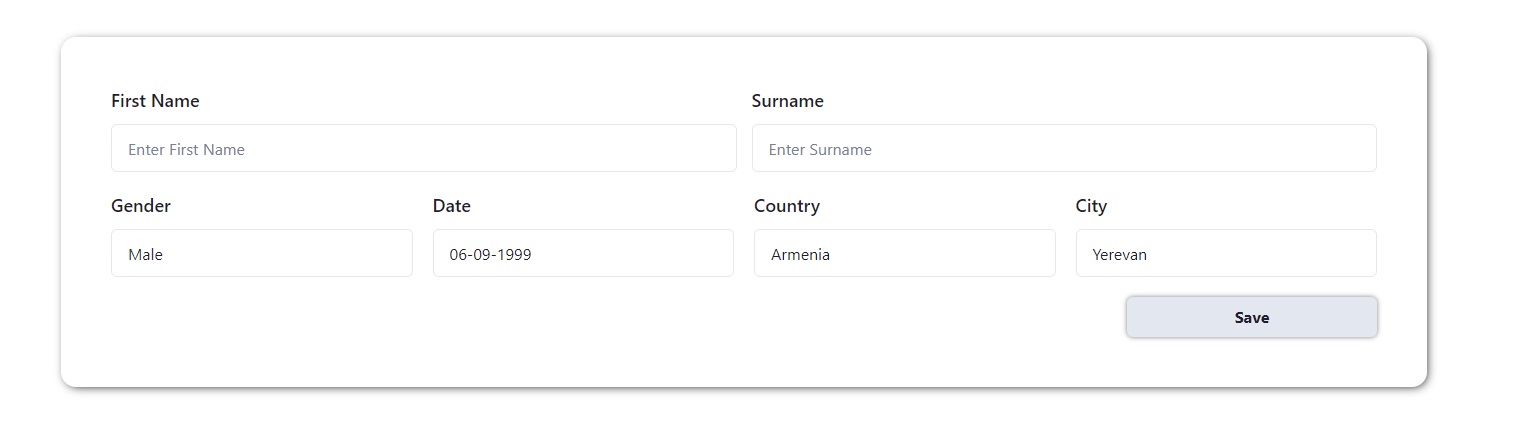 First Name Surname
Enter First Name Enter Surname
Gender Date Country City
Male 06-09-1999 Armenia Yerevan
Save